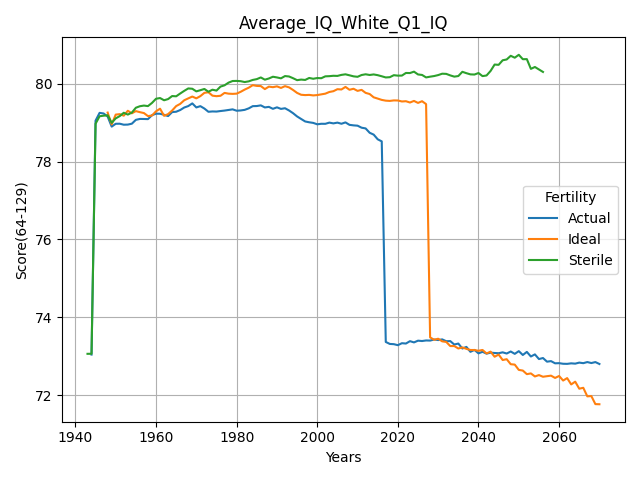 Average_IQ_White_Q1_IQ
Score(64-129)
80
78
76
74
72
Fertility
Actual
Ideal
Sterile
1940 1960 1980 2000 2020 2040 2060
Years